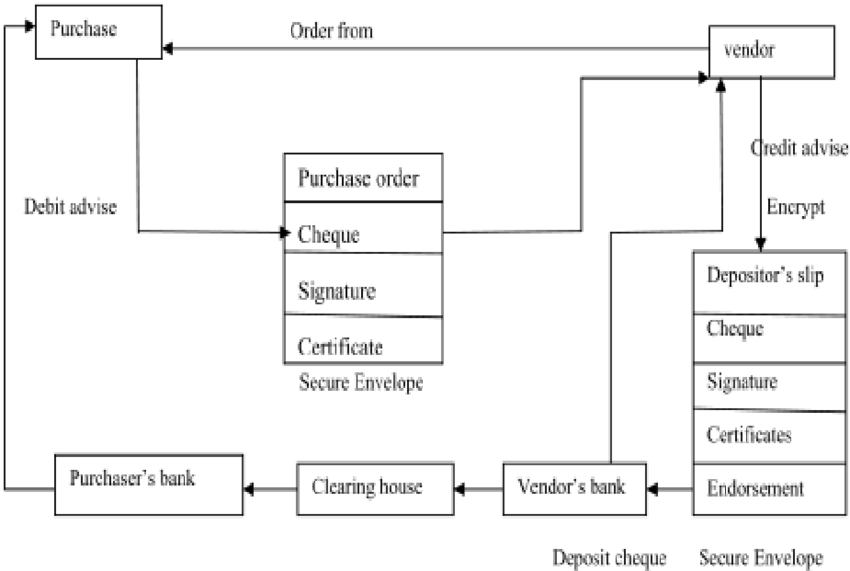 Purchase
Order from
vendor
Credit advise
Purchase order
Debit advise
Encrypt
Cheque
Depositor's slip
Signature
Cheque
Certificate
Signature
Secure Envelope
Certificates
Purchaser's bank
Clearing house
Vendor's bank
Endorsement
Deposit cheque
Secure Envelope